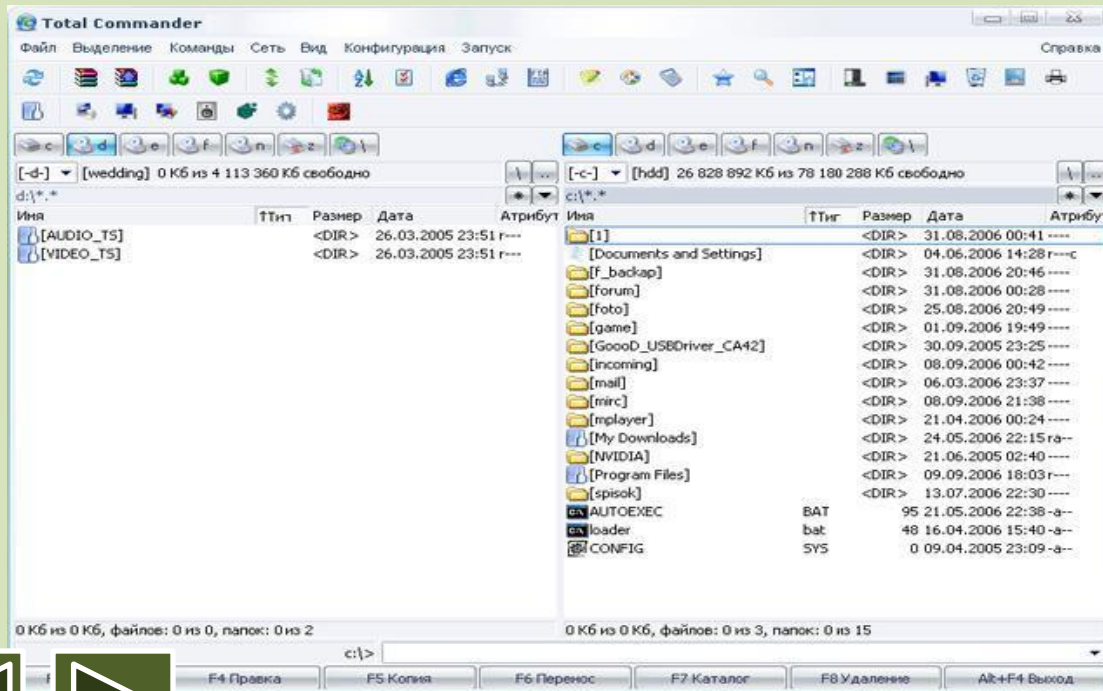 Total Commander
Файл Выделение Команды Сеть Вид Конфигурация Запуск Справка
c d e f n z \ c d e f n z \
[-d-] [wedding] 0 Кб из 4 113 360 Кб свободно \ .. [-c-] [hdd] 26 828 892 Кб из 78 180 288 Кб свободно \ ..
d:\*.* * c:\*.* *
Имя ↑Тип Размер Дата Атрибут Имя ↑Тип Размер Дата Атрибу
[AUDIO_TS] <DIR> 26.03.2005 23:51 r--- [1] <DIR> 31.08.2006 00:41 ----
[VIDEO_TS] <DIR> 26.03.2005 23:51 r--- [Documents and Settings] <DIR> 04.06.2006 14:28 r---c
[f_backap] <DIR> 31.08.2006 20:46 ----
[forum] <DIR> 31.08.2006 00:28 ----
[foto] <DIR> 25.08.2006 20:49 ----
[game] <DIR> 01.09.2006 19:49 ----
[GoooD_USBDriver_CA42] <DIR> 30.09.2005 23:25 ----
[incoming] <DIR> 08.09.2006 00:42 ----
[mail] <DIR> 06.03.2006 23:37 ----
[mirc] <DIR> 08.09.2006 21:38 ----
[mplayer] <DIR> 21.04.2006 00:24 ----
[My Downloads] <DIR> 24.05.2006 22:15 ra--
[NVIDIA] <DIR> 21.06.2005 02:40 ----
[Program Files] <DIR> 09.09.2006 18:03 r---
[spisok] <DIR> 13.07.2006 22:30 ----
AUTOEXEC BAT 95 21.05.2006 22:38 -a--
loader bat 48 16.04.2006 15:40 -a--
CONFIG SYS 0 09.04.2005 23:09 -a--
0 Кб из 0 Кб, файлов: 0 из 0, папок: 0 из 2 0 Кб из 0 Кб, файлов: 0 из 3, папок: 0 из 15
c:\>
F4 Правка F5 Копия F6 Перенос F7 Каталог F8 Удаление Alt+F4 Выход